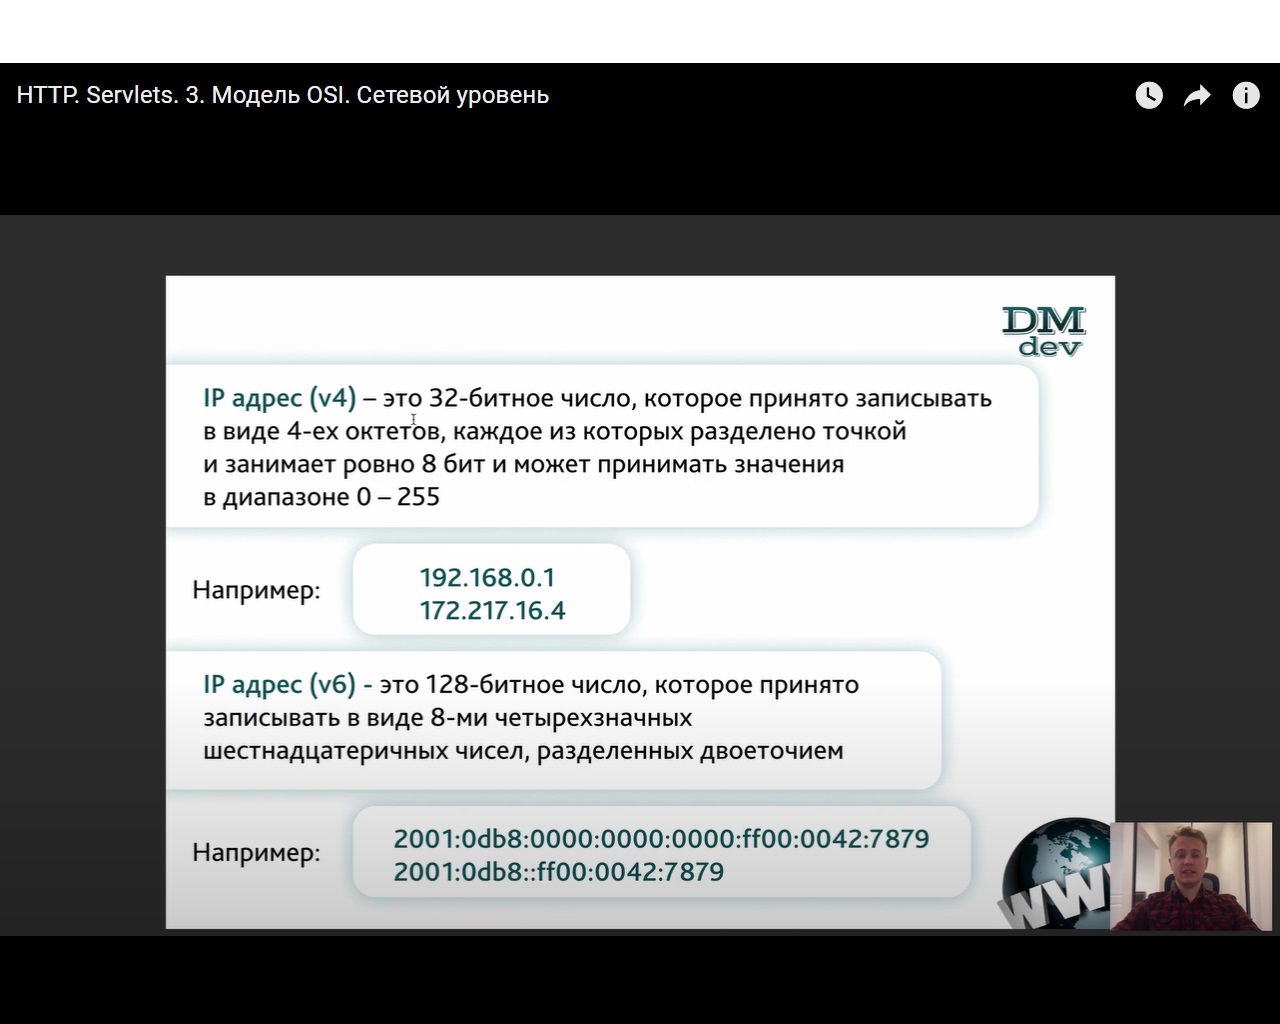 HTTP. Servlets. 3. Модель OSI. Сетевой уровень
DM
dev
IP адрес (v4) – это 32-битное число, которое принято записывать
в виде 4-ех октетов, каждое из которых разделено точкой
и занимает ровно 8 бит и может принимать значения
в диапазоне 0 – 255
Например:
192.168.0.1
172.217.16.4
IP адрес (v6) - это 128-битное число, которое принято
записывать в виде 8-ми четырехзначных
шестнадцатеричных чисел, разделенных двоеточием
Например:
2001:0db8:0000:0000:0000:ff00:0042:7879
2001:0db8::ff00:0042:7879
WWW